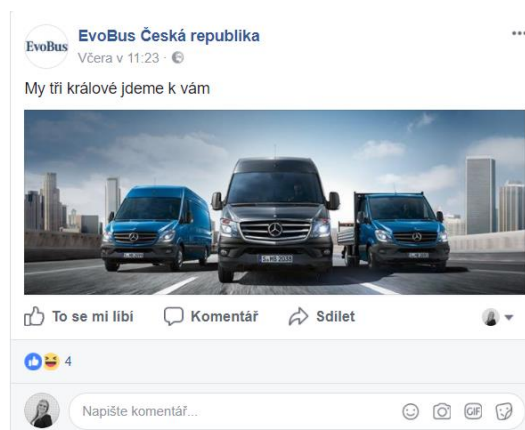 EvoBus
EvoBus Česká republika
Včera v 11:23
My tři králové jdeme k vám
To se mi líbí
Komentář
Sdílet
4
Napište komentář...
GIF